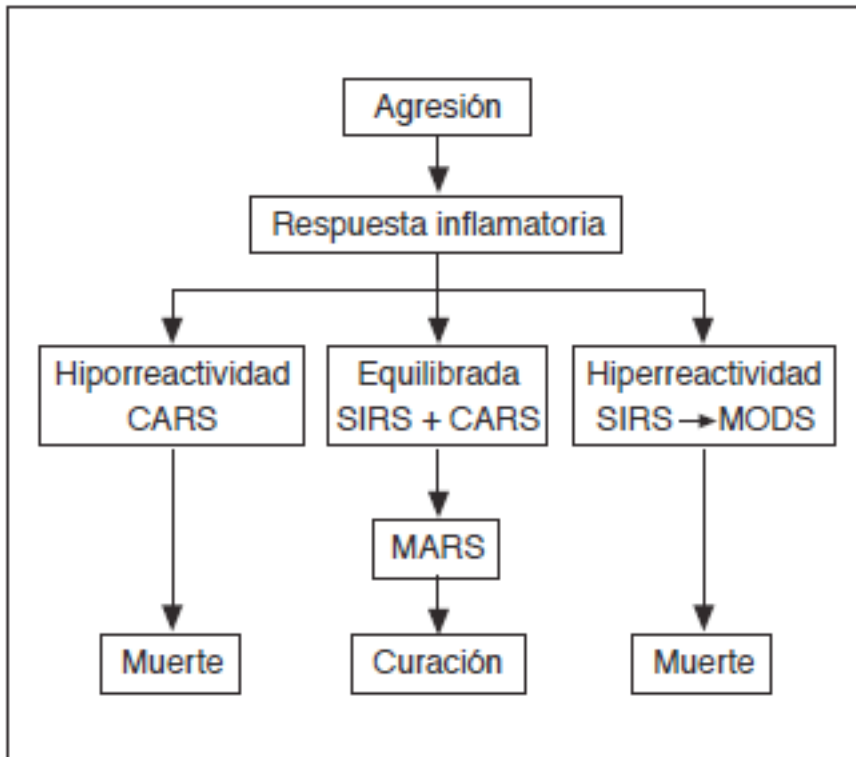 Agresión
Respuesta inflamatoria
Hiporreactividad
CARS
Equilibrada
SIRS + CARS
Hiperreactividad
SIRS → MODS
MARS
Muerte
Curación
Muerte